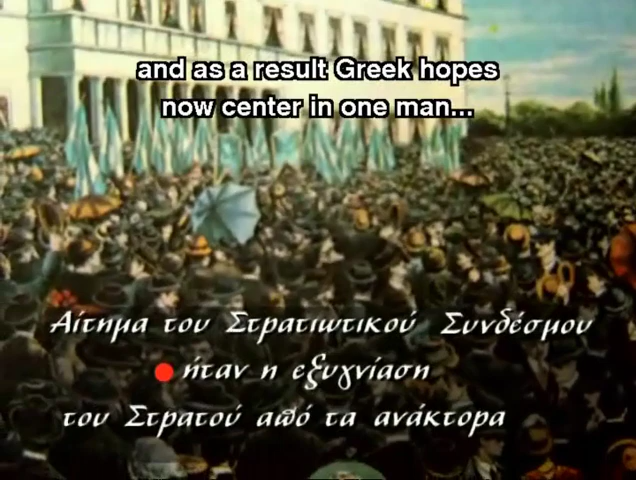 and as a result Greek hopes
now center in one man...
Αίτημα του Στρατιωτικού Συνδέσμου
ήταν η εξυγνίαση
του Στρατού από τα ανάκτορα